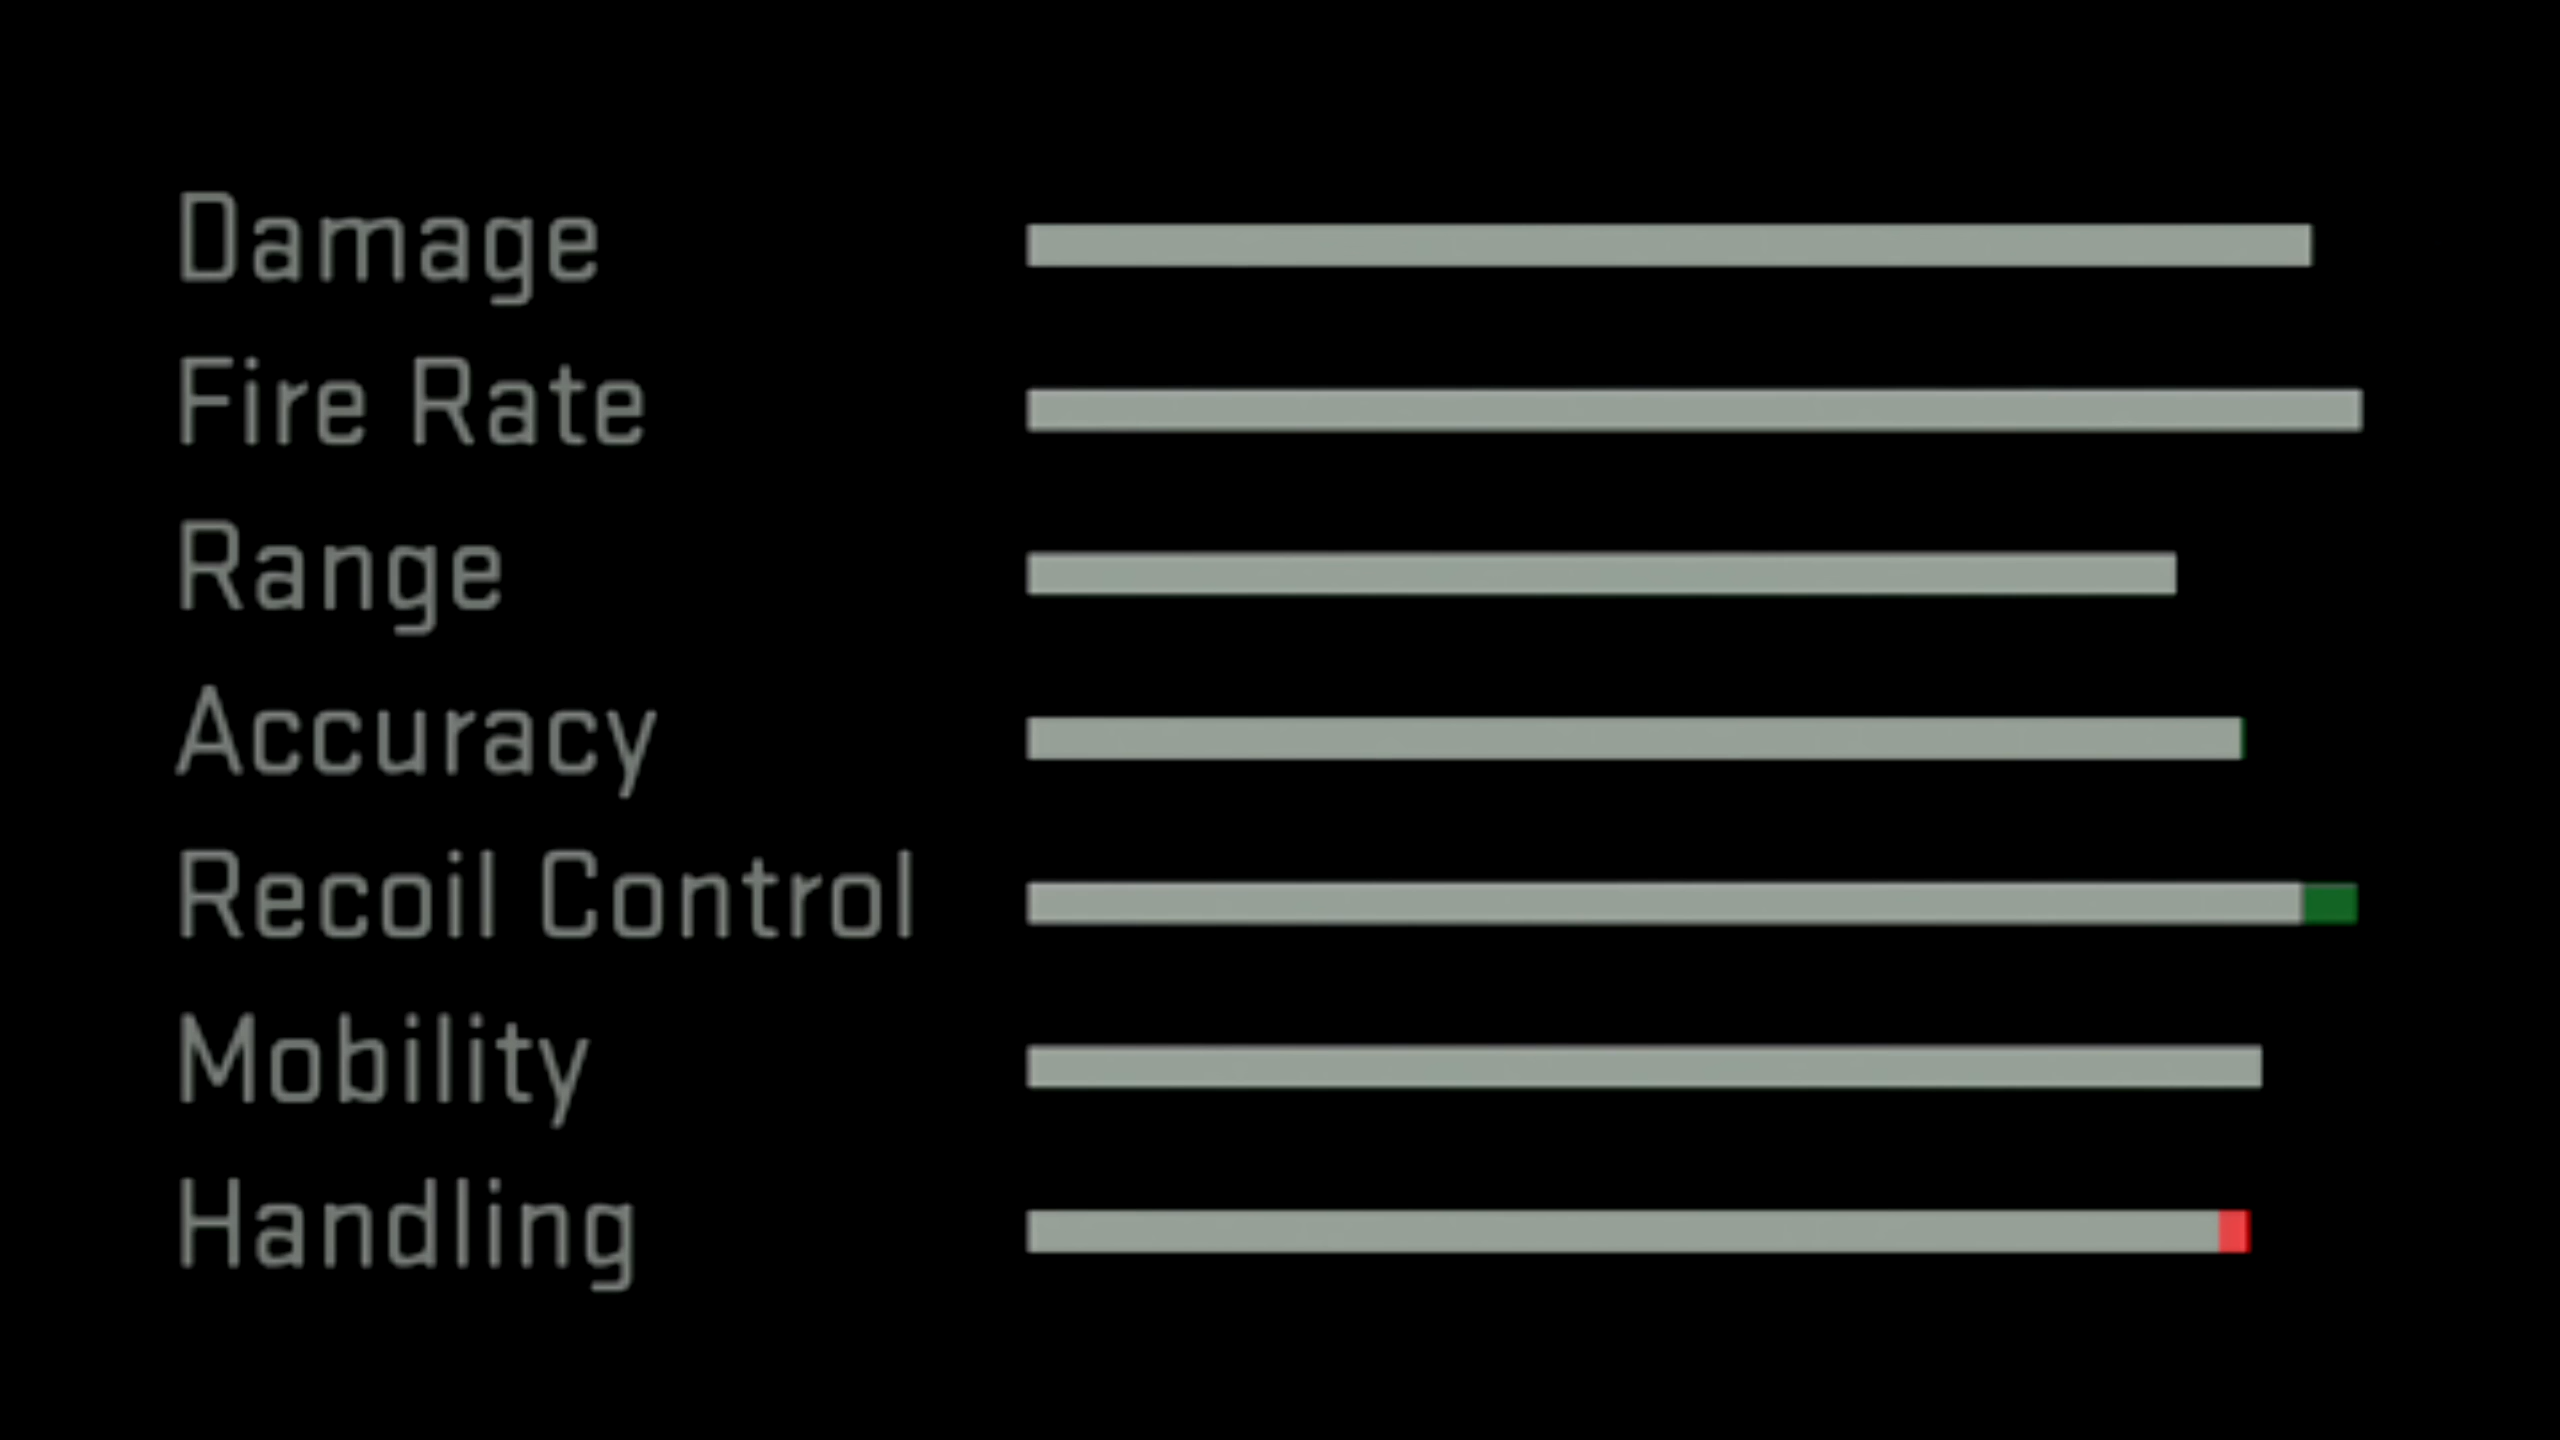 Damage
Fire Rate
Range
Accuracy
Recoil Control
Mobility
Handling